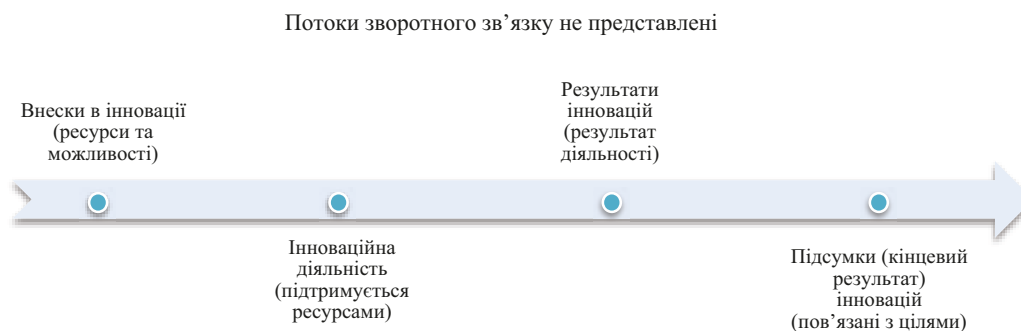 Потоки зворотного зв’язку не представлені
Внески в інновації
(ресурси та
можливості)
Інноваційна
діяльність
(підтримується
ресурсами)
Результати
інновацій
(результат
діяльності)
Підсумки (кінцевий
результат)
інновацій
(пов’язані з цілями)